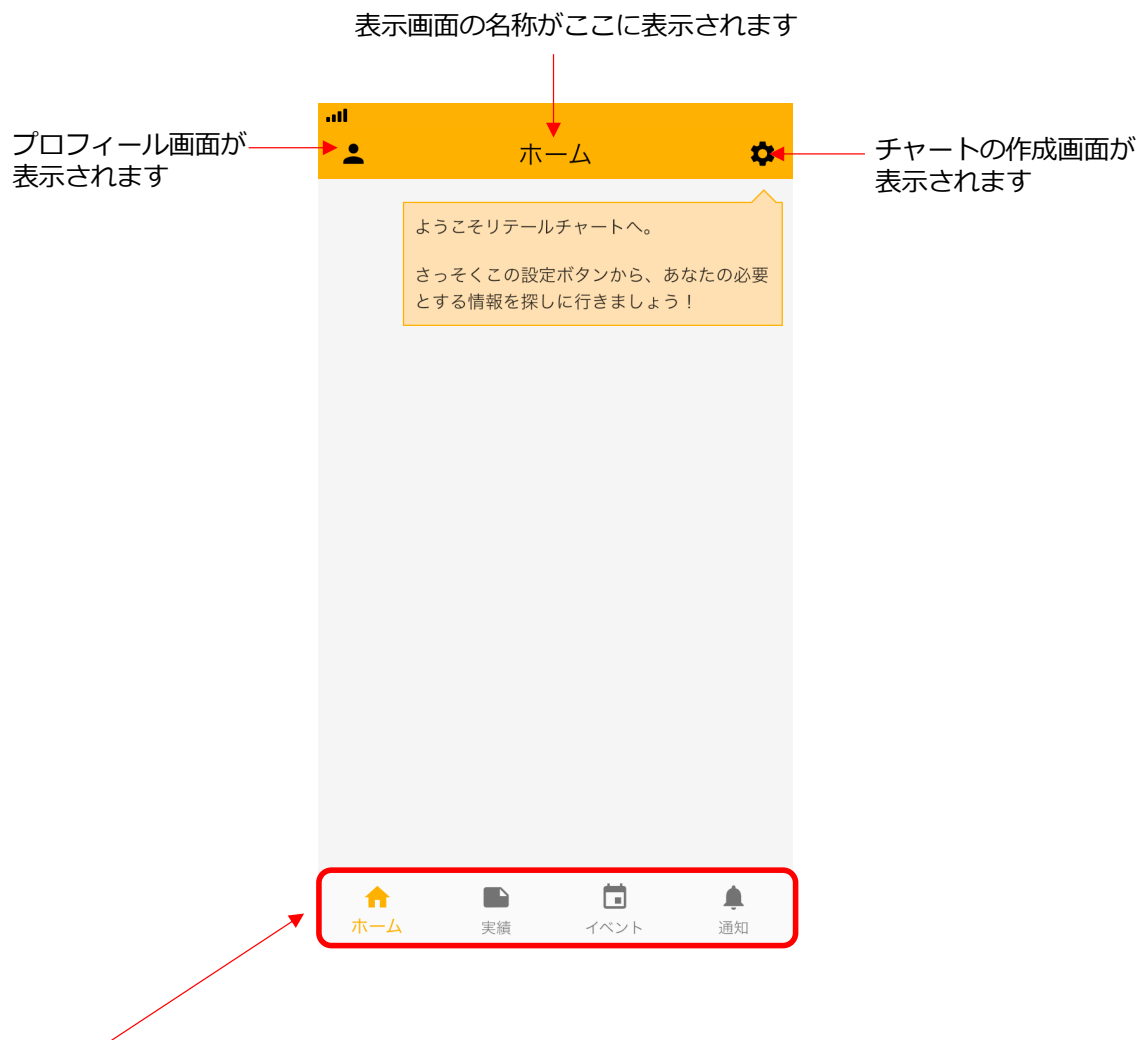 表示画面の名称がここに表示されます
プロフィール画面が
表示されます
ホーム
チャートの作成画面が
表示されます
ようこそリテールチャートへ。
さっそくこの設定ボタンから、あなたの必要
とする情報を探しに行きましょう！
ホーム
実績
イベント
通知